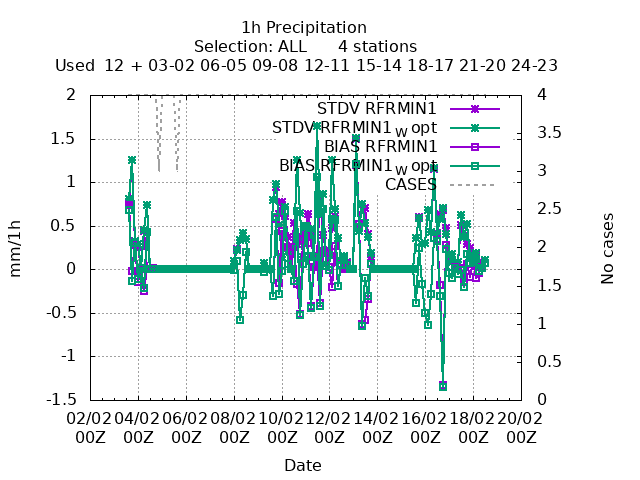 1h Precipitation
Selection: ALL 4 stations
Used 12 + 03-02 06-05 09-08 12-11 15-14 18-17 21-20 24-23
STDV RFRMIN1
STDV RFRMIN1_W opt
BIAS RFRMIN1
BIAS RFRMIN1_W opt
CASES
mm/1h
2
1.5
1
0.5
0
-0.5
-1
-1.5
No cases
4
3.5
3
2.5
2
1.5
1
0.5
0
02/02 04/02 06/02 08/02 10/02 12/02 14/02 16/02 18/02 20/02
00Z 00Z 00Z 00Z 00Z 00Z 00Z 00Z 00Z 00Z
Date